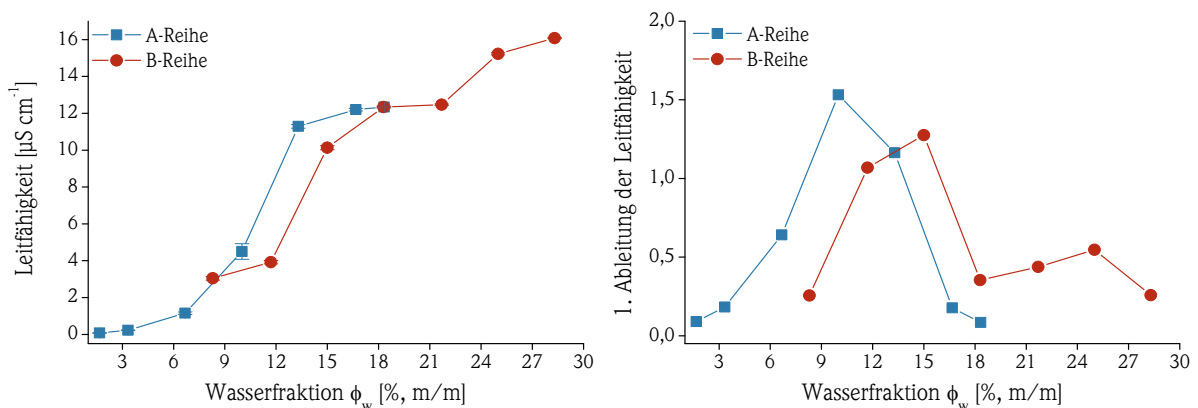 A-Reihe
B-Reihe
Leitfähigkeit [µS cm⁻¹]
16
14
12
10
8
6
4
2
0
3 6 9 12 15 18 21 24 27 30
Wasserfraktion ϕw [%, m/m]
A-Reihe
B-Reihe
1. Ableitung der Leitfähigkeit
2,0
1,5
1,0
0,5
0,0
3 6 9 12 15 18 21 24 27 30
Wasserfraktion ϕw [%, m/m]